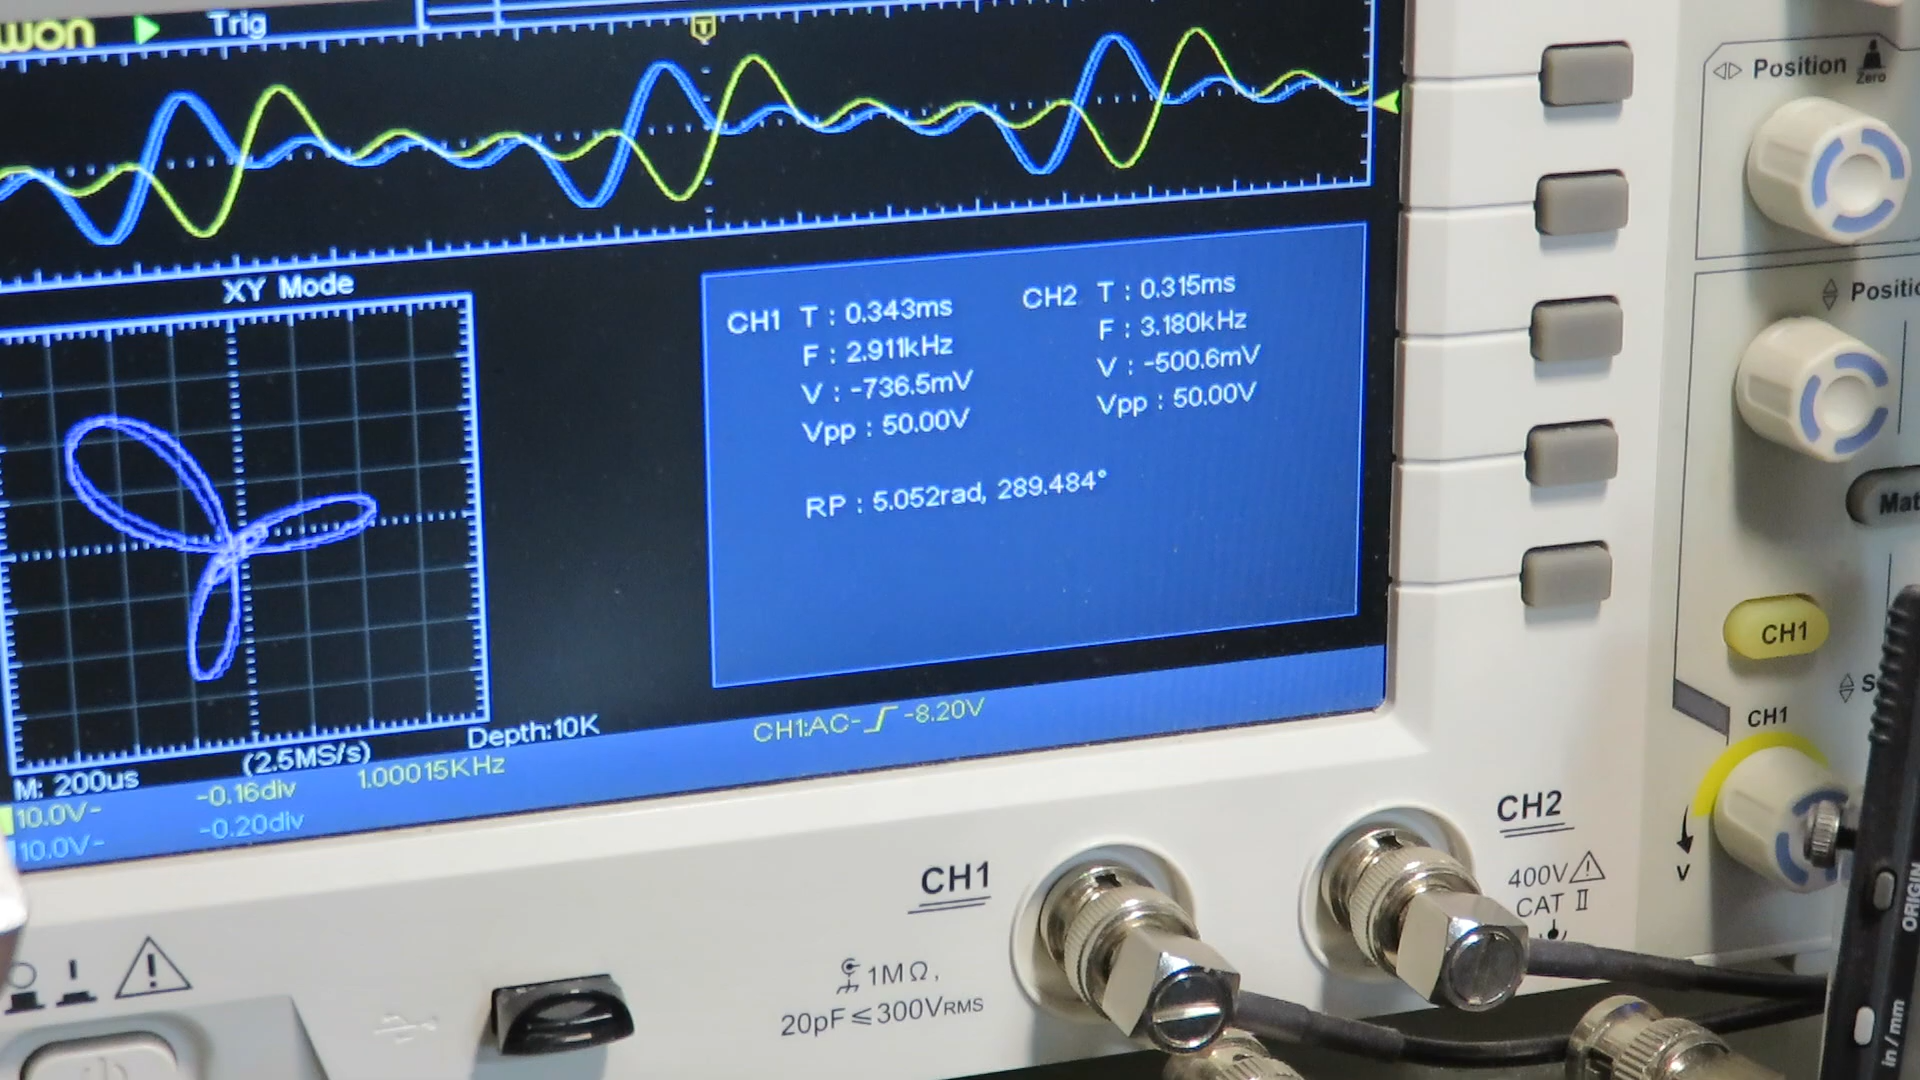 Trig
T
XY Mode
CH1 T : 0.343ms
F : 2.911kHz
V : -736.5mV
Vpp : 50.00V
CH2 T : 0.315ms
F : 3.180kHz
V : -500.6mV
Vpp : 50.00V
RP : 5.052rad, 289.484°
M: 200us
(2.5MS/s)
Depth:10K
10.0V-
-0.16div
1.00015KHz
CH1:AC- -8.20V
10.0V-
-0.20div
Position
Zero
CH1
CH1
V
CH1
1MΩ,
20pF≤300VRMS
CH2
400V
CAT II
ORIGIN
in/mm